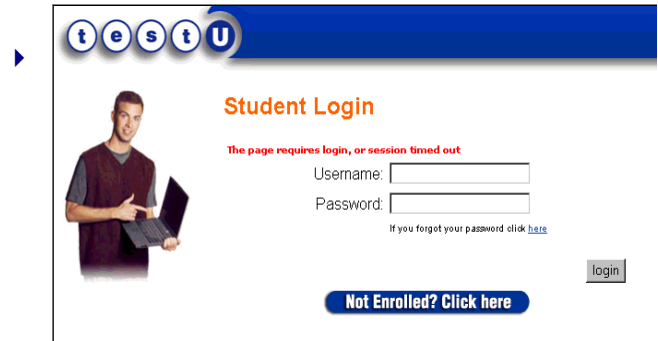 testU
Student Login
The page requires login, or session timed out
Username:
Password:
If you forgot your password click here
login
Not Enrolled? Click here